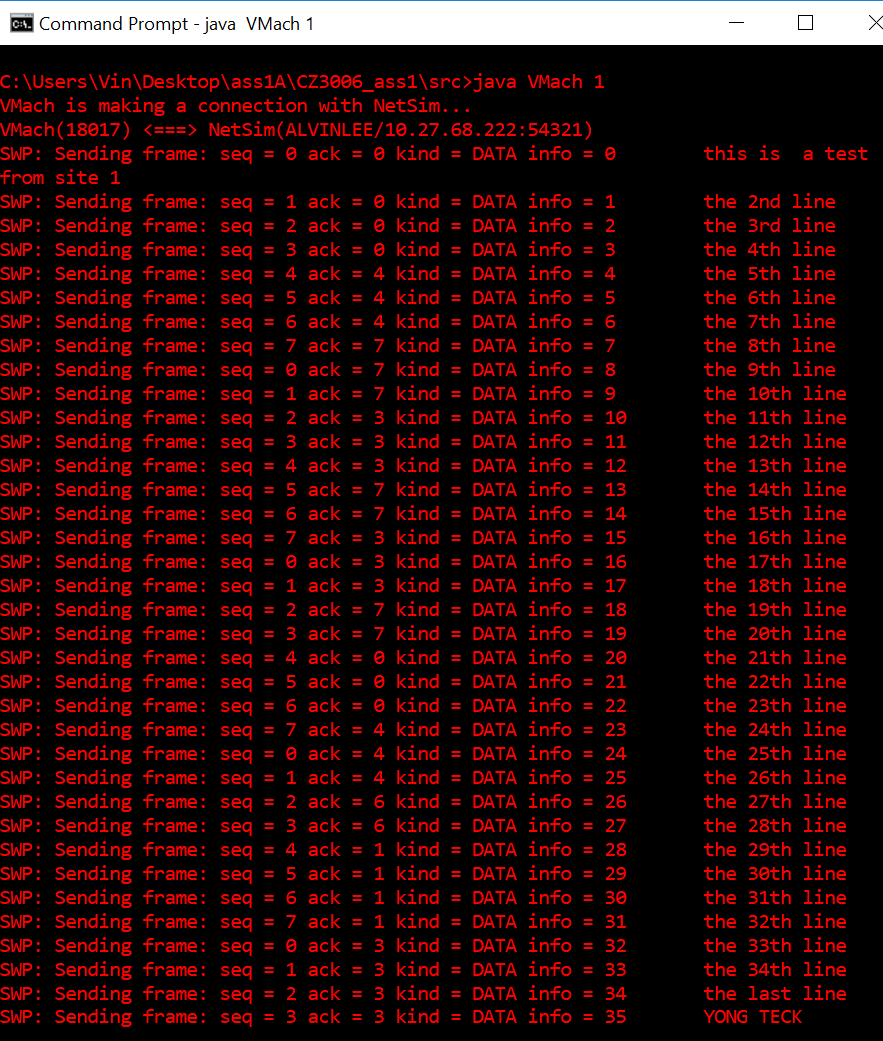 Command Prompt - java  VMach 1
C:\Users\Vin\Desktop\ass1A\CZ3006_ass1\src>java VMach 1
VMach is making a connection with NetSim...
VMach(18017) <===> NetSim(ALVINLEE/10.27.68.222:54321)
SWP: Sending frame: seq = 0 ack = 0 kind = DATA info = 0        this is  a test
from site 1
SWP: Sending frame: seq = 1 ack = 0 kind = DATA info = 1        the 2nd line
SWP: Sending frame: seq = 2 ack = 0 kind = DATA info = 2        the 3rd line
SWP: Sending frame: seq = 3 ack = 0 kind = DATA info = 3        the 4th line
SWP: Sending frame: seq = 4 ack = 4 kind = DATA info = 4        the 5th line
SWP: Sending frame: seq = 5 ack = 4 kind = DATA info = 5        the 6th line
SWP: Sending frame: seq = 6 ack = 4 kind = DATA info = 6        the 7th line
SWP: Sending frame: seq = 7 ack = 7 kind = DATA info = 7        the 8th line
SWP: Sending frame: seq = 0 ack = 7 kind = DATA info = 8        the 9th line
SWP: Sending frame: seq = 1 ack = 7 kind = DATA info = 9        the 10th line
SWP: Sending frame: seq = 2 ack = 3 kind = DATA info = 10       the 11th line
SWP: Sending frame: seq = 3 ack = 3 kind = DATA info = 11       the 12th line
SWP: Sending frame: seq = 4 ack = 3 kind = DATA info = 12       the 13th line
SWP: Sending frame: seq = 5 ack = 7 kind = DATA info = 13       the 14th line
SWP: Sending frame: seq = 6 ack = 7 kind = DATA info = 14       the 15th line
SWP: Sending frame: seq = 7 ack = 3 kind = DATA info = 15       the 16th line
SWP: Sending frame: seq = 0 ack = 3 kind = DATA info = 16       the 17th line
SWP: Sending frame: seq = 1 ack = 3 kind = DATA info = 17       the 18th line
SWP: Sending frame: seq = 2 ack = 7 kind = DATA info = 18       the 19th line
SWP: Sending frame: seq = 3 ack = 7 kind = DATA info = 19       the 20th line
SWP: Sending frame: seq = 4 ack = 0 kind = DATA info = 20       the 21th line
SWP: Sending frame: seq = 5 ack = 0 kind = DATA info = 21       the 22th line
SWP: Sending frame: seq = 6 ack = 0 kind = DATA info = 22       the 23th line
SWP: Sending frame: seq = 7 ack = 4 kind = DATA info = 23       the 24th line
SWP: Sending frame: seq = 0 ack = 4 kind = DATA info = 24       the 25th line
SWP: Sending frame: seq = 1 ack = 4 kind = DATA info = 25       the 26th line
SWP: Sending frame: seq = 2 ack = 6 kind = DATA info = 26       the 27th line
SWP: Sending frame: seq = 3 ack = 6 kind = DATA info = 27       the 28th line
SWP: Sending frame: seq = 4 ack = 1 kind = DATA info = 28       the 29th line
SWP: Sending frame: seq = 5 ack = 1 kind = DATA info = 29       the 30th line
SWP: Sending frame: seq = 6 ack = 1 kind = DATA info = 30       the 31th line
SWP: Sending frame: seq = 7 ack = 1 kind = DATA info = 31       the 32th line
SWP: Sending frame: seq = 0 ack = 3 kind = DATA info = 32       the 33th line
SWP: Sending frame: seq = 1 ack = 3 kind = DATA info = 33       the 34th line
SWP: Sending frame: seq = 2 ack = 3 kind = DATA info = 34       the last line
SWP: Sending frame: seq = 3 ack = 3 kind = DATA info = 35       YONG TECK